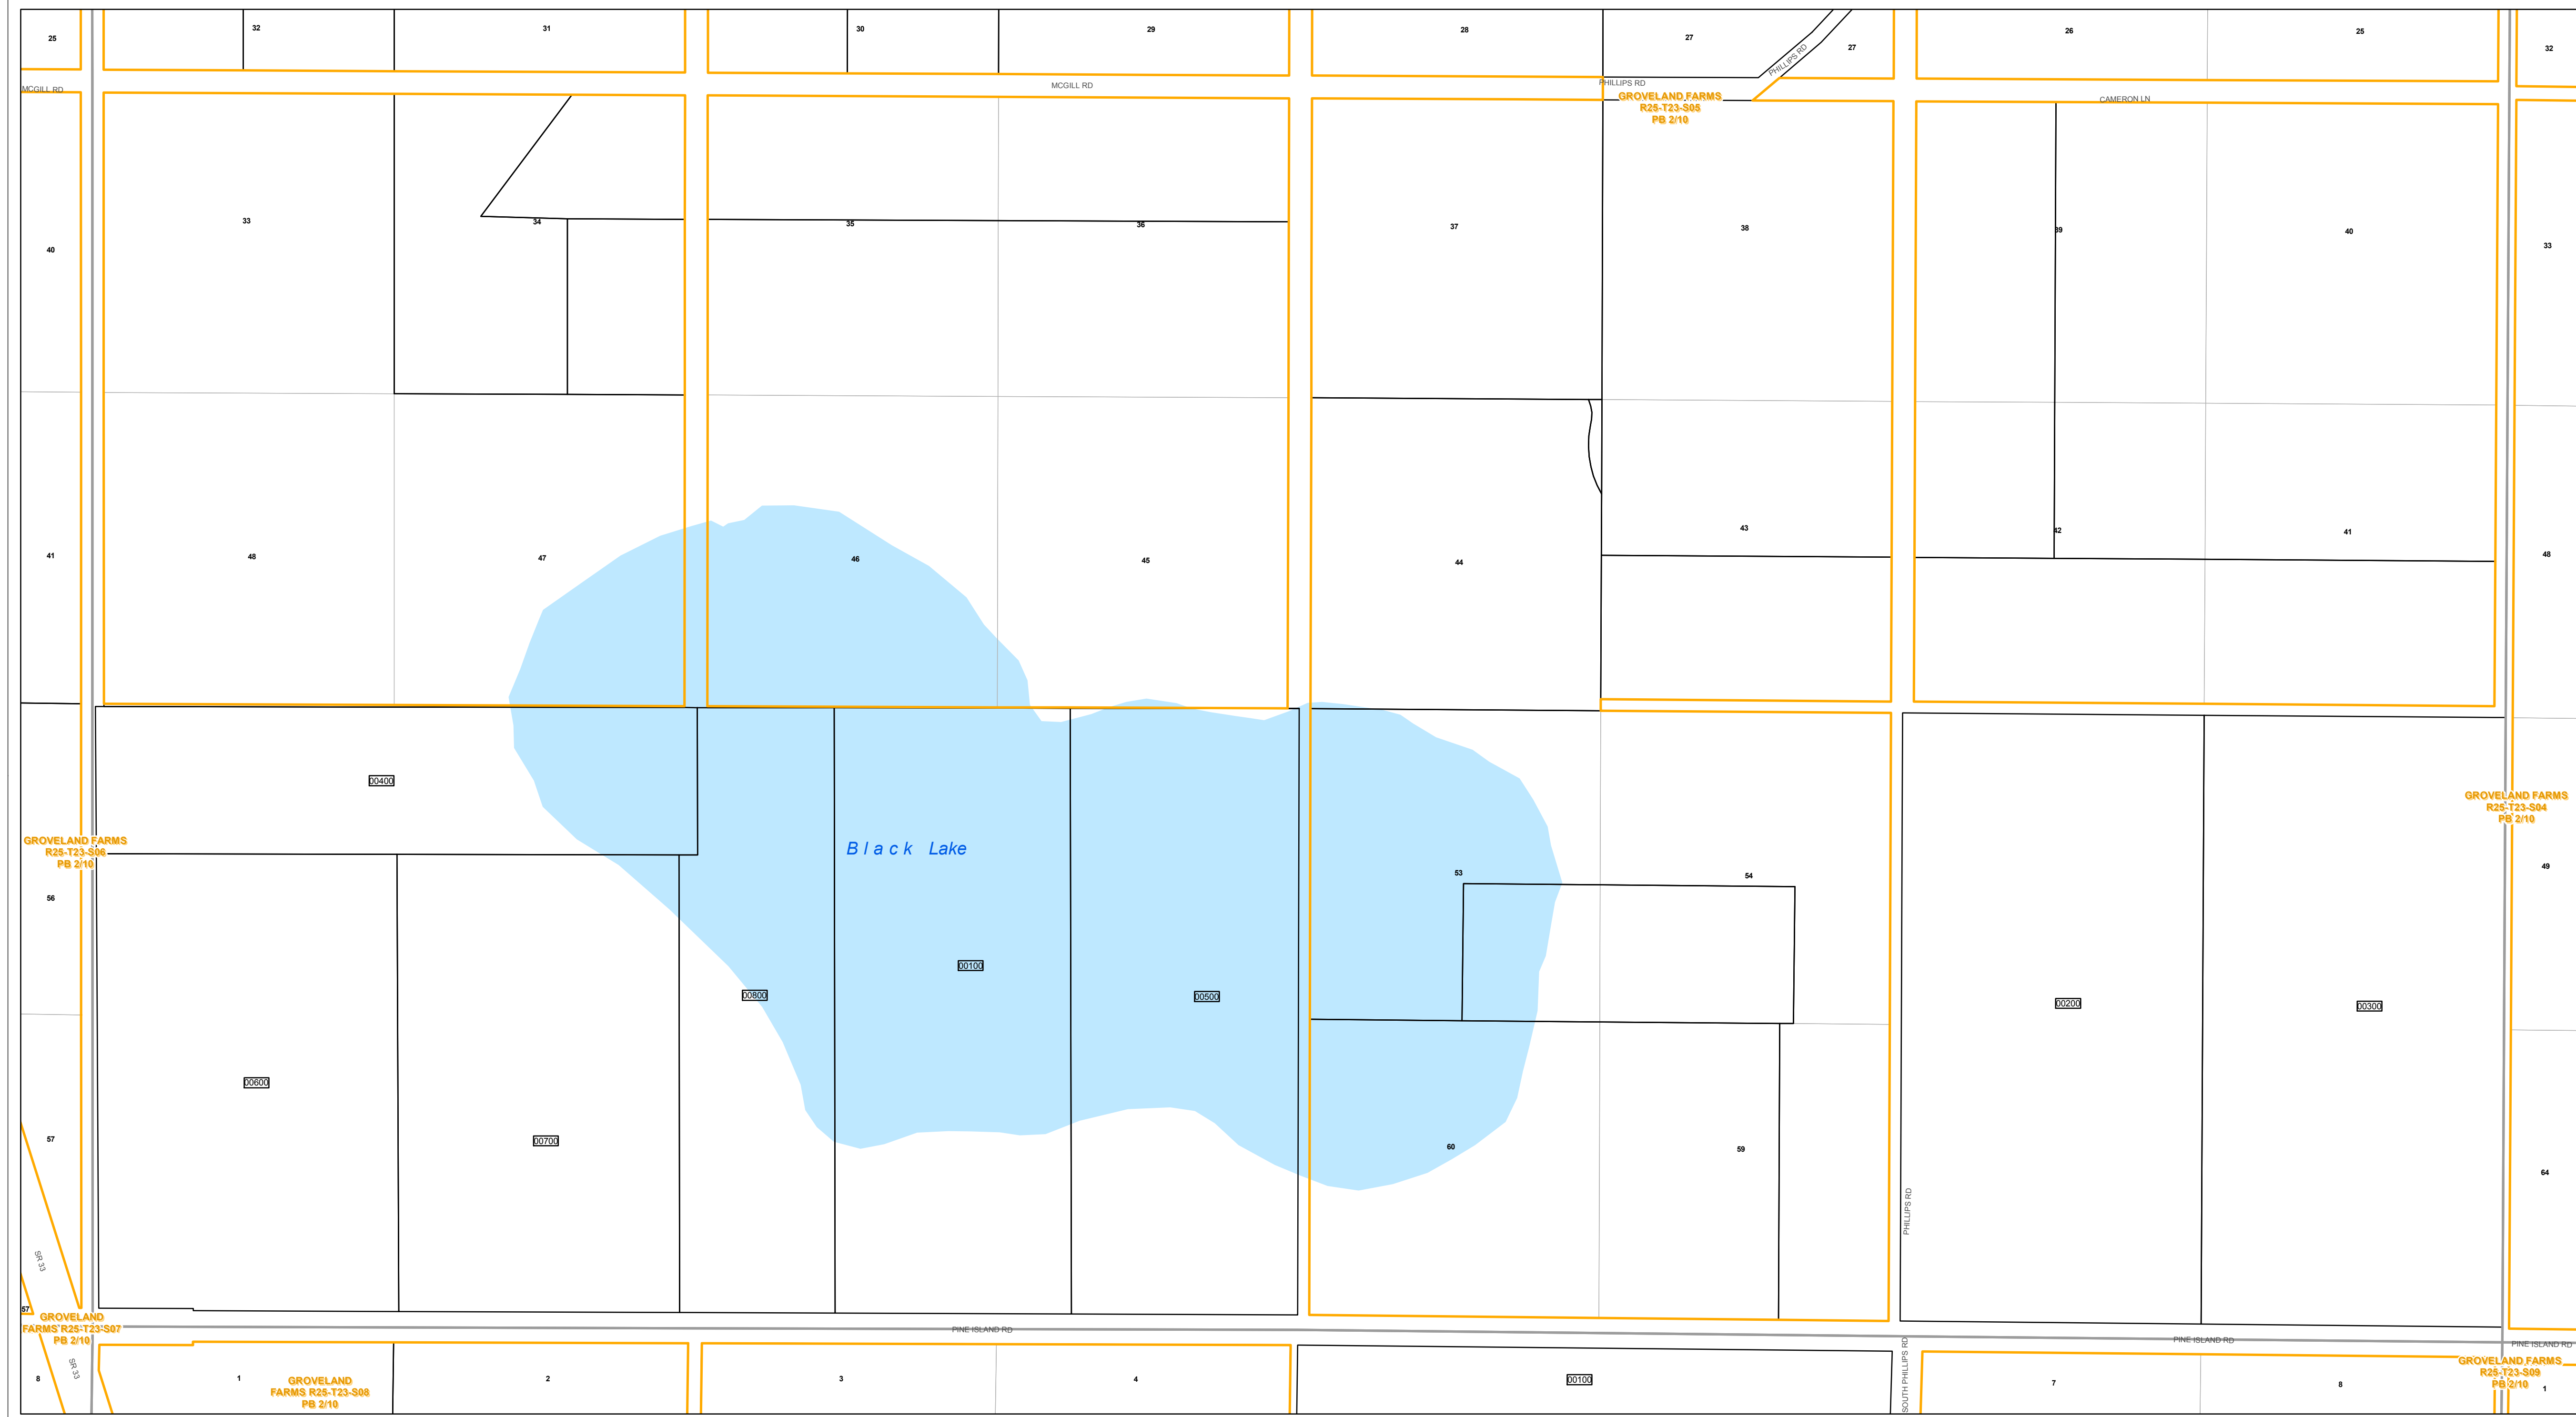 25
32
31
30
29
28
27
PHILLIPS RD
27
26
25
32
MCGILL RD
MCGILL RD
PHILLIPS RD
GROVELAND FARMS
R25-T23-S05
PB 2/10
CAMERON LN
40
33
34
35
36
37
38
39
40
33
41
48
47
46
45
44
43
42
41
48
00400
GROVELAND FARMS
R25-T23-S06
PB 2/10
Black Lake
GROVELAND FARMS
R25-T23-S04
PB 2/10
56
53
54
49
00100
00800
00500
00200
00300
00600
57
00700
60
59
64
PHILLIPS RD
SR 33
57
GROVELAND
FARMS R25-T23-S07
PB 2/10
PINE ISLAND RD
PINE ISLAND RD
PINE ISLAND RD
SR 33
8
1
GROVELAND
FARMS R25-T23-S08
PB 2/10
2
3
4
00100
SOUTH PHILLIPS RD
7
8
GROVELAND FARMS
R25-T23-S09
PB 2/10
1